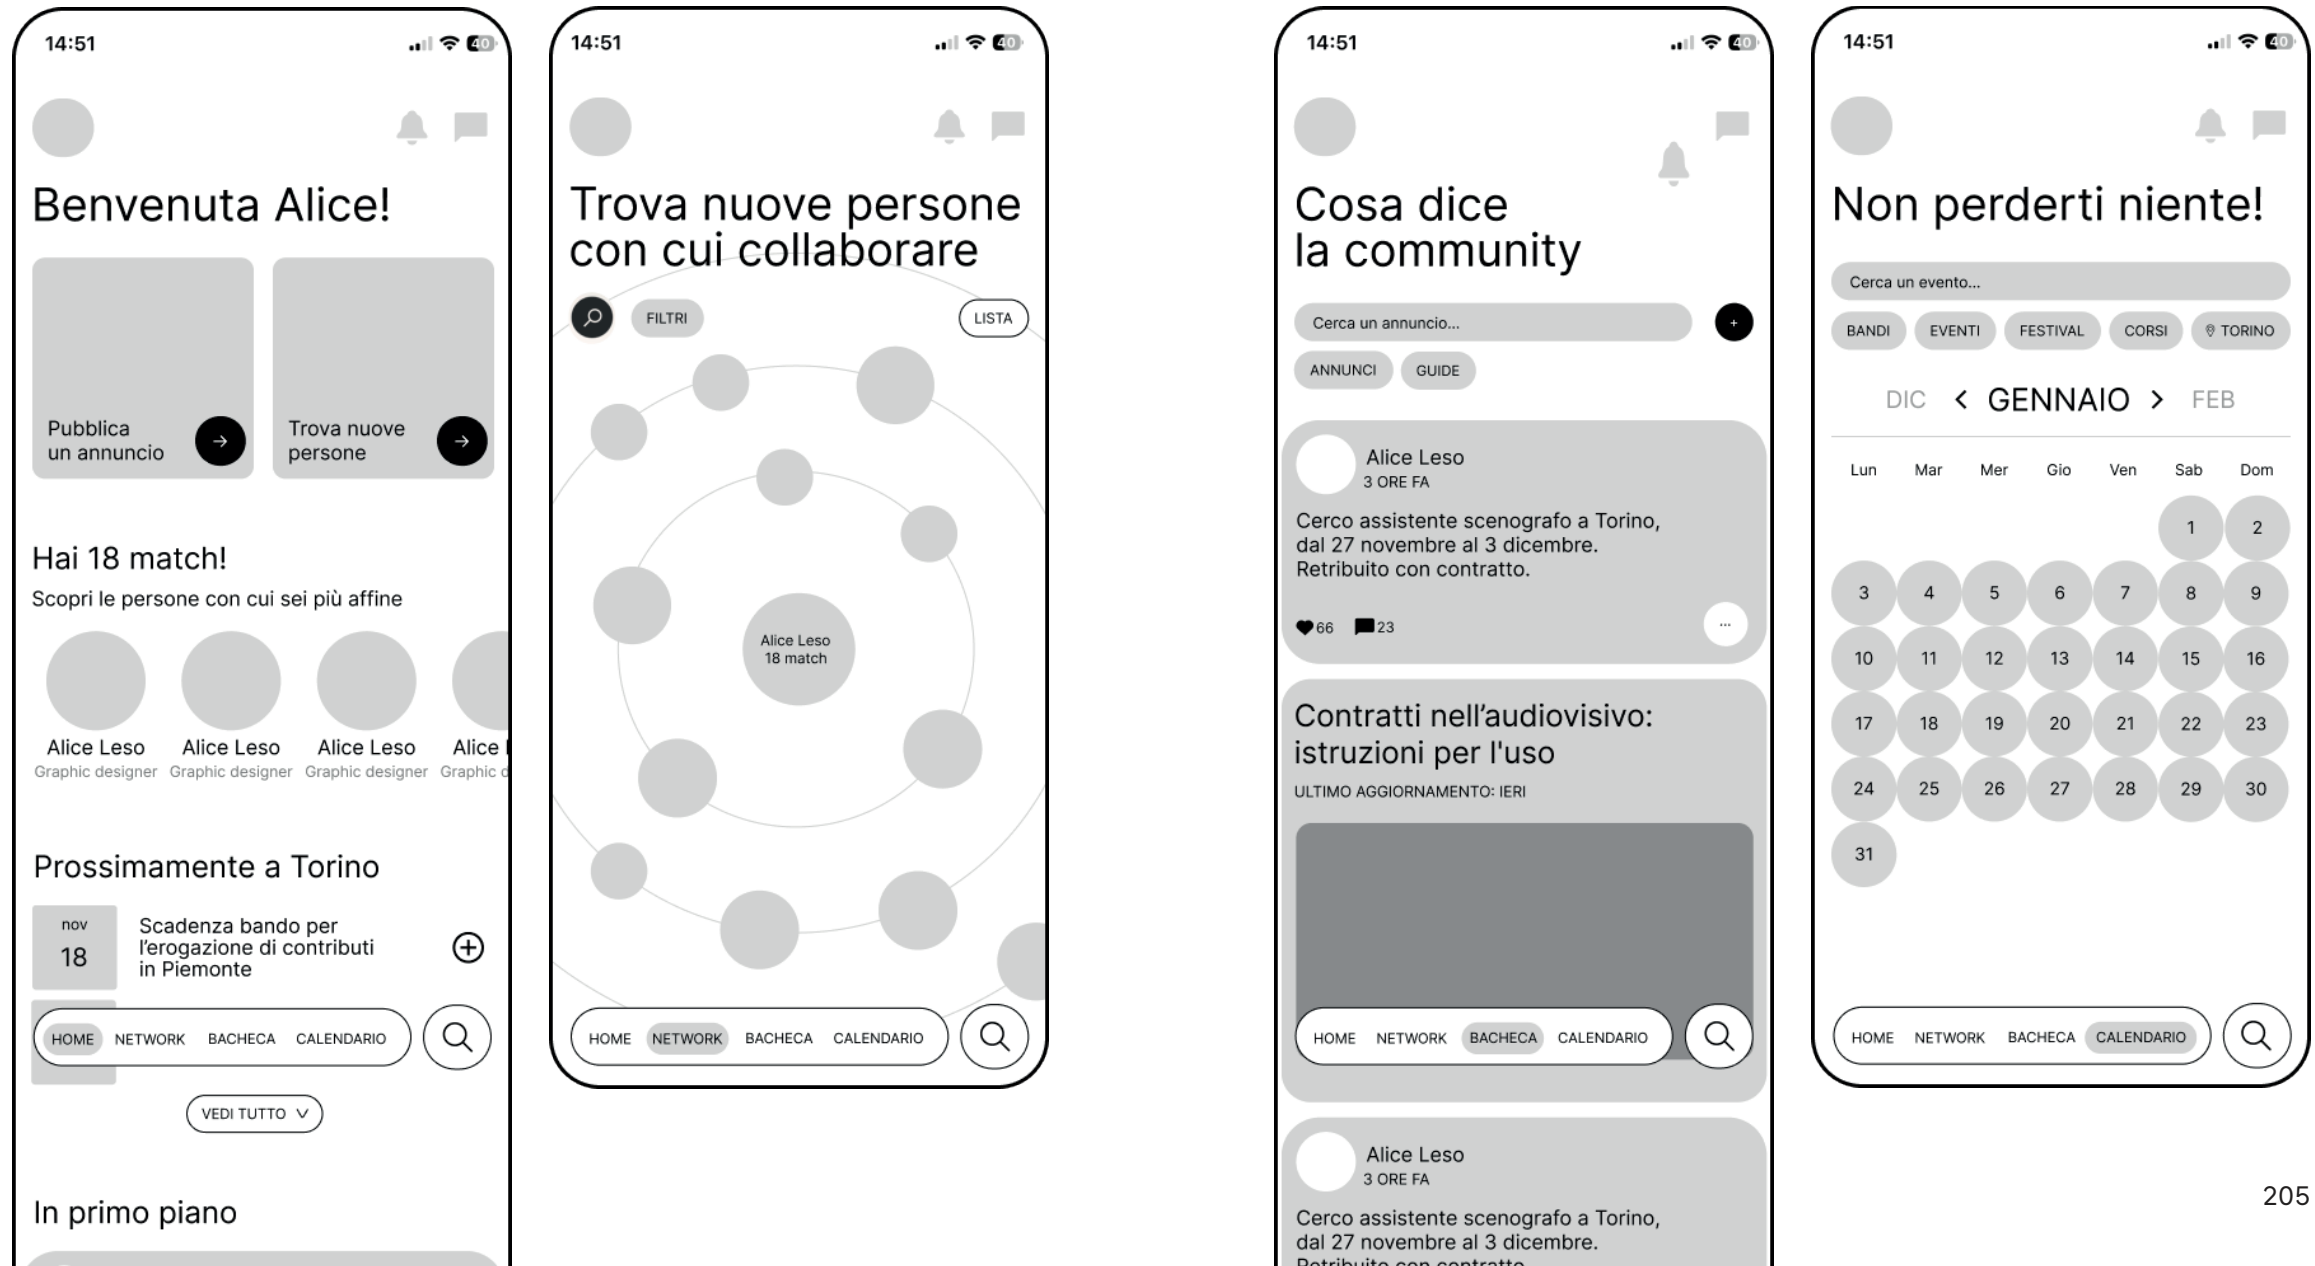 14:51
40
Benvenuta Alice!
Pubblica
un annuncio
Trova nuove
persone
Hai 18 match!
Scopri le persone con cui sei più affine
Alice Leso
Graphic designer
Alice Leso
Graphic designer
Alice Leso
Graphic designer
Alice
Graphic
Prossimamente a Torino
nov
18
Scadenza bando per
l'erogazione di contributi
in Piemonte
HOME NETWORK BACHECA CALENDARIO
VEDI TUTTO
In primo piano
14:51
40
Trova nuove persone
con cui collaborare
FILTRI
LISTA
Alice Leso
18 match
HOME NETWORK BACHECA CALENDARIO
14:51
40
Cosa dice
la community
Cerca un annuncio...
+
ANNUNCI GUIDE
Alice Leso
3 ORE FA
Cerco assistente scenografo a Torino,
dal 27 novembre al 3 dicembre.
Retribuito con contratto.
66 23
...
Contratti nell’audiovisivo:
istruzioni per l'uso
ULTIMO AGGIORNAMENTO: IERI
HOME NETWORK BACHECA CALENDARIO
Alice Leso
3 ORE FA
Cerco assistente scenografo a Torino,
dal 27 novembre al 3 dicembre.
Retribuito con contratto.
14:51
40
Non perderti niente!
Cerca un evento...
BANDI EVENTI FESTIVAL CORSI TORINO
DIC < GENNAIO > FEB
Lun Mar Mer Gio Ven Sab Dom
1 2
3 4 5 6 7 8 9
10 11 12 13 14 15 16
17 18 19 20 21 22 23
24 25 26 27 28 29 30
31
HOME NETWORK BACHECA CALENDARIO
205